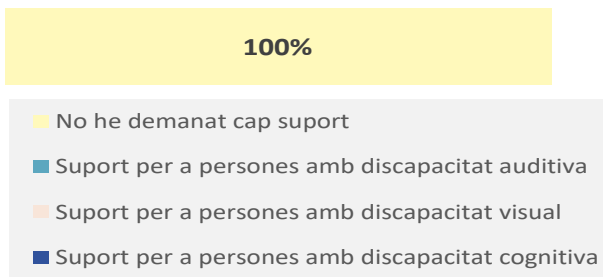 100%
No he demanat cap suport
Suport per a persones amb discapacitat auditiva
Suport per a persones amb discapacitat visual
Suport per a persones amb discapacitat cognitiva